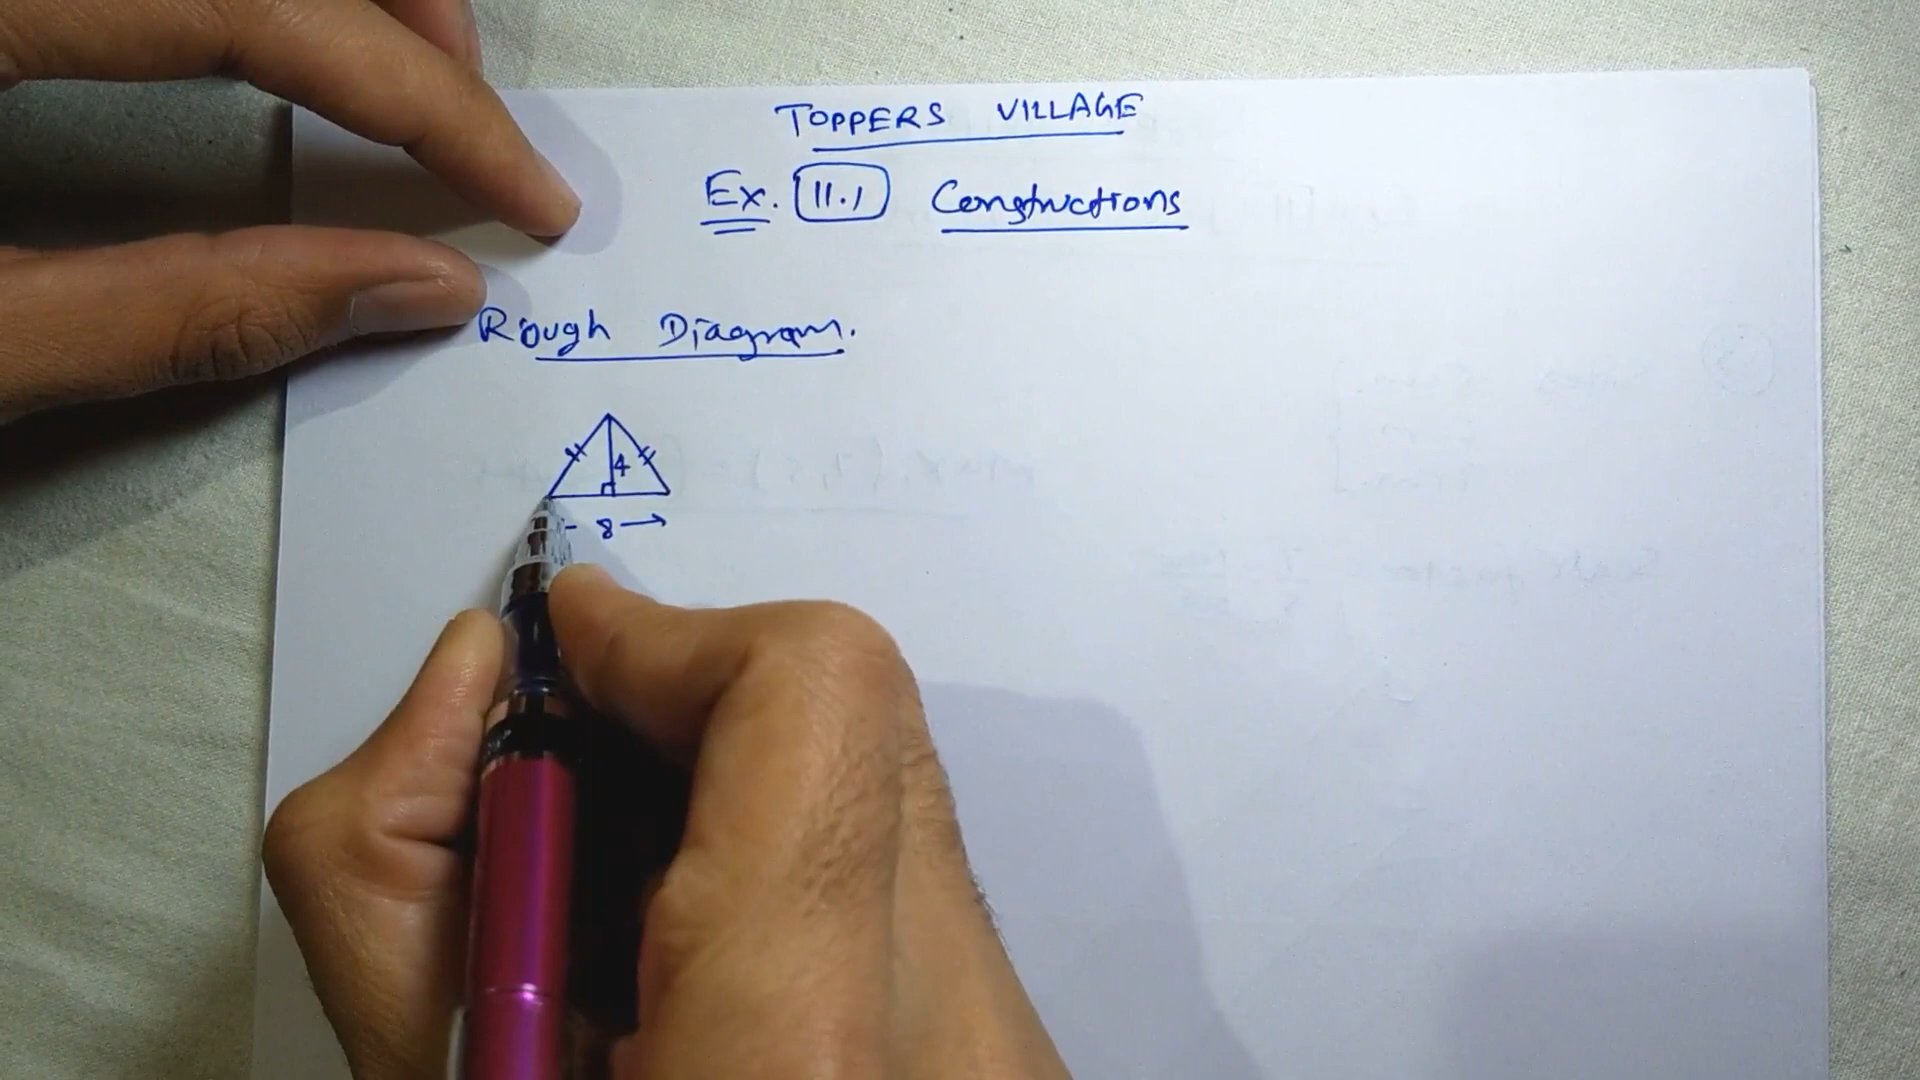 TOPPERS VILLAGE
Ex. 11.1 Constructions
Rough Diagram.
4
8